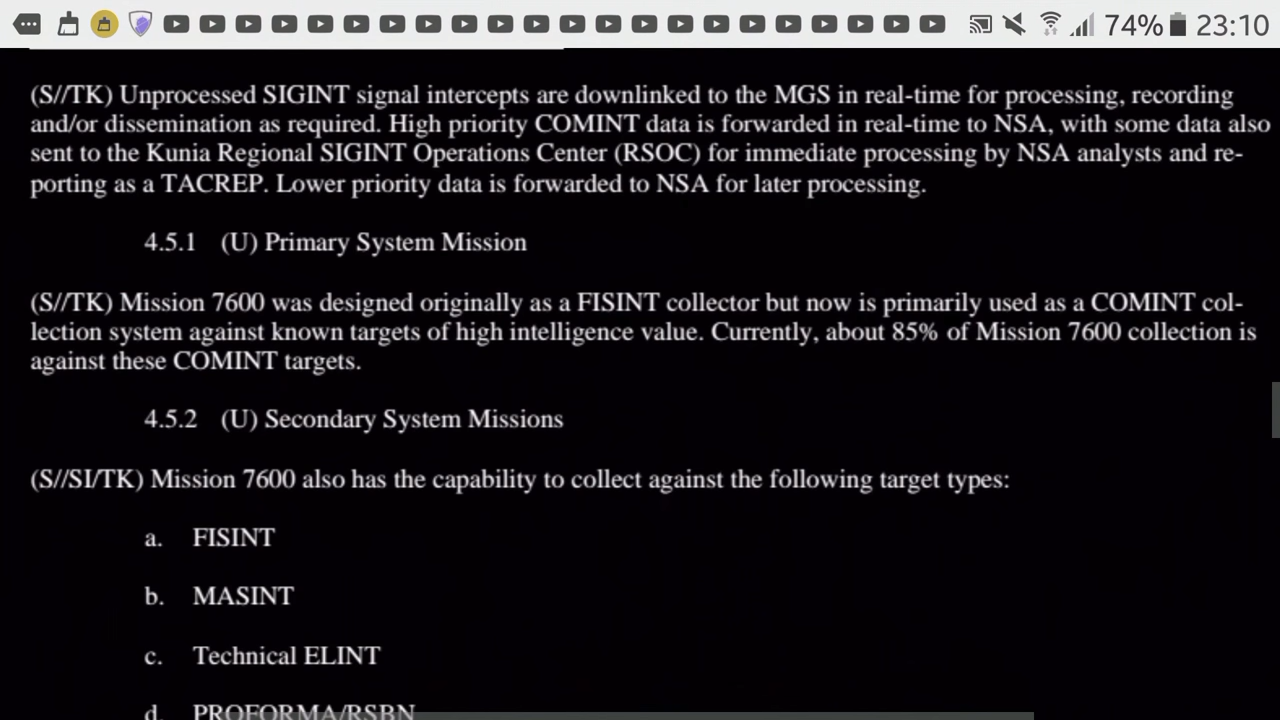 74% 23:10
(S//TK) Unprocessed SIGINT signal intercepts are downlinked to the MGS in real-time for processing, recording
and/or dissemination as required. High priority COMINT data is forwarded in real-time to NSA, with some data also
sent to the Kunia Regional SIGINT Operations Center (RSOC) for immediate processing by NSA analysts and re-
porting as a TACREP. Lower priority data is forwarded to NSA for later processing.
4.5.1 (U) Primary System Mission
(S//TK) Mission 7600 was designed originally as a FISINT collector but now is primarily used as a COMINT col-
lection system against known targets of high intelligence value. Currently, about 85% of Mission 7600 collection is
against these COMINT targets.
4.5.2 (U) Secondary System Missions
(S//SI/TK) Mission 7600 also has the capability to collect against the following target types:
a. FISINT
b. MASINT
c. Technical ELINT
d. PROFORMA/RSBN